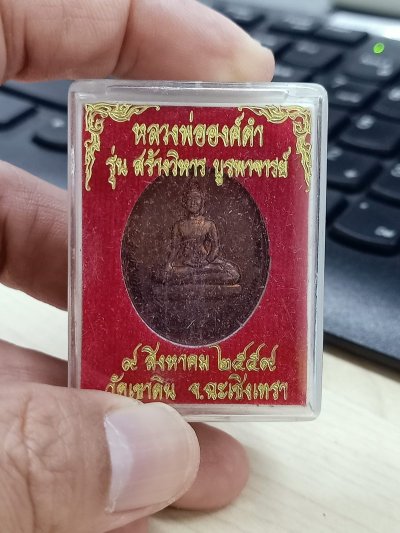 หลวงพ่อองค์ดำ
รุ่น สร้างวิหาร บูรพาจารย์
๙ สิงหาคม ๒๕๕๙
วัดเขาดิน จ.ฉะเชิงเทรา